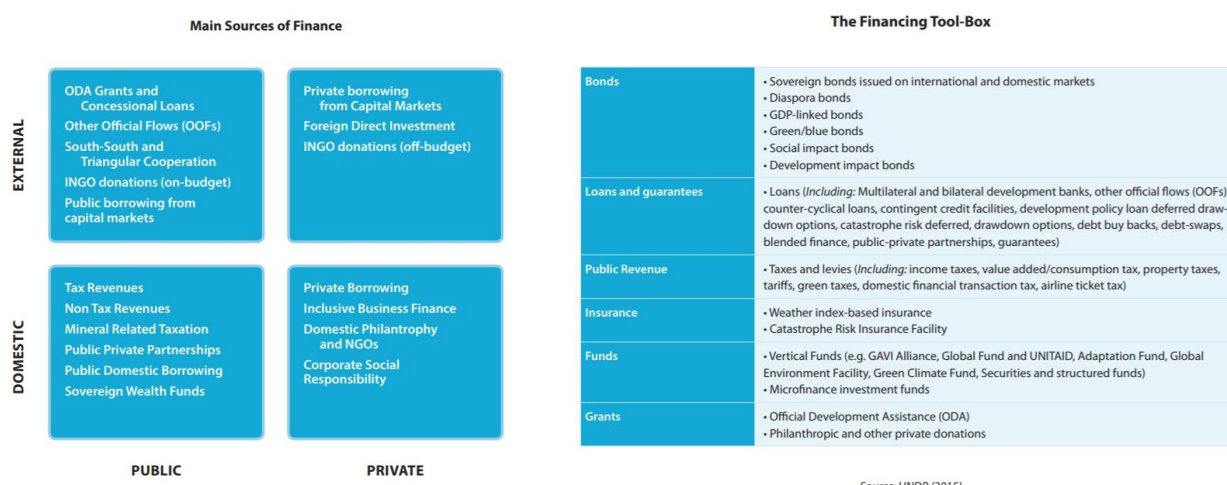 Main Sources of Finance
EXTERNAL
ODA Grants and
Concessional Loans
Other Official Flows (OOFs)
South-South and
Triangular Cooperation
INGO donations (on-budget)
Public borrowing from
capital markets
Private borrowing
from Capital Markets
Foreign Direct Investment
INGO donations (off-budget)
DOMESTIC
Tax Revenues
Non Tax Revenues
Mineral Related Taxation
Public Private Partnerships
Public Domestic Borrowing
Sovereign Wealth Funds
Private Borrowing
Inclusive Business Finance
Domestic Philanthropy
and NGOs
Corporate Social
Responsibility
PUBLIC
PRIVATE
The Financing Tool-Box
Bonds
• Sovereign bonds issued on international and domestic markets
• Diaspora bonds
• GDP-linked bonds
• Green/blue bonds
• Social impact bonds
• Development impact bonds
Loans and guarantees
• Loans (Including: Multilateral and bilateral development banks, other official flows (OOFs)
counter-cyclical loans, contingent credit facilities, development policy loan deferred draw-
down options, catastrophe risk deferred, drawdown options, debt buy backs, debt-swaps,
blended finance, public-private partnerships, guarantees)
Public Revenue
• Taxes and levies (Including: income taxes, value added/consumption tax, property taxes,
tariffs, green taxes, domestic financial transaction tax, airline ticket tax)
Insurance
• Weather index-based insurance
• Catastrophe Risk Insurance Facility
Funds
• Vertical Funds (e.g. GAVI Alliance, Global Fund and UNITAID, Adaptation Fund, Global
Environment Facility, Green Climate Fund, Securities and structured funds)
• Microfinance investment funds
Grants
• Official Development Assistance (ODA)
• Philanthropic and other private donations